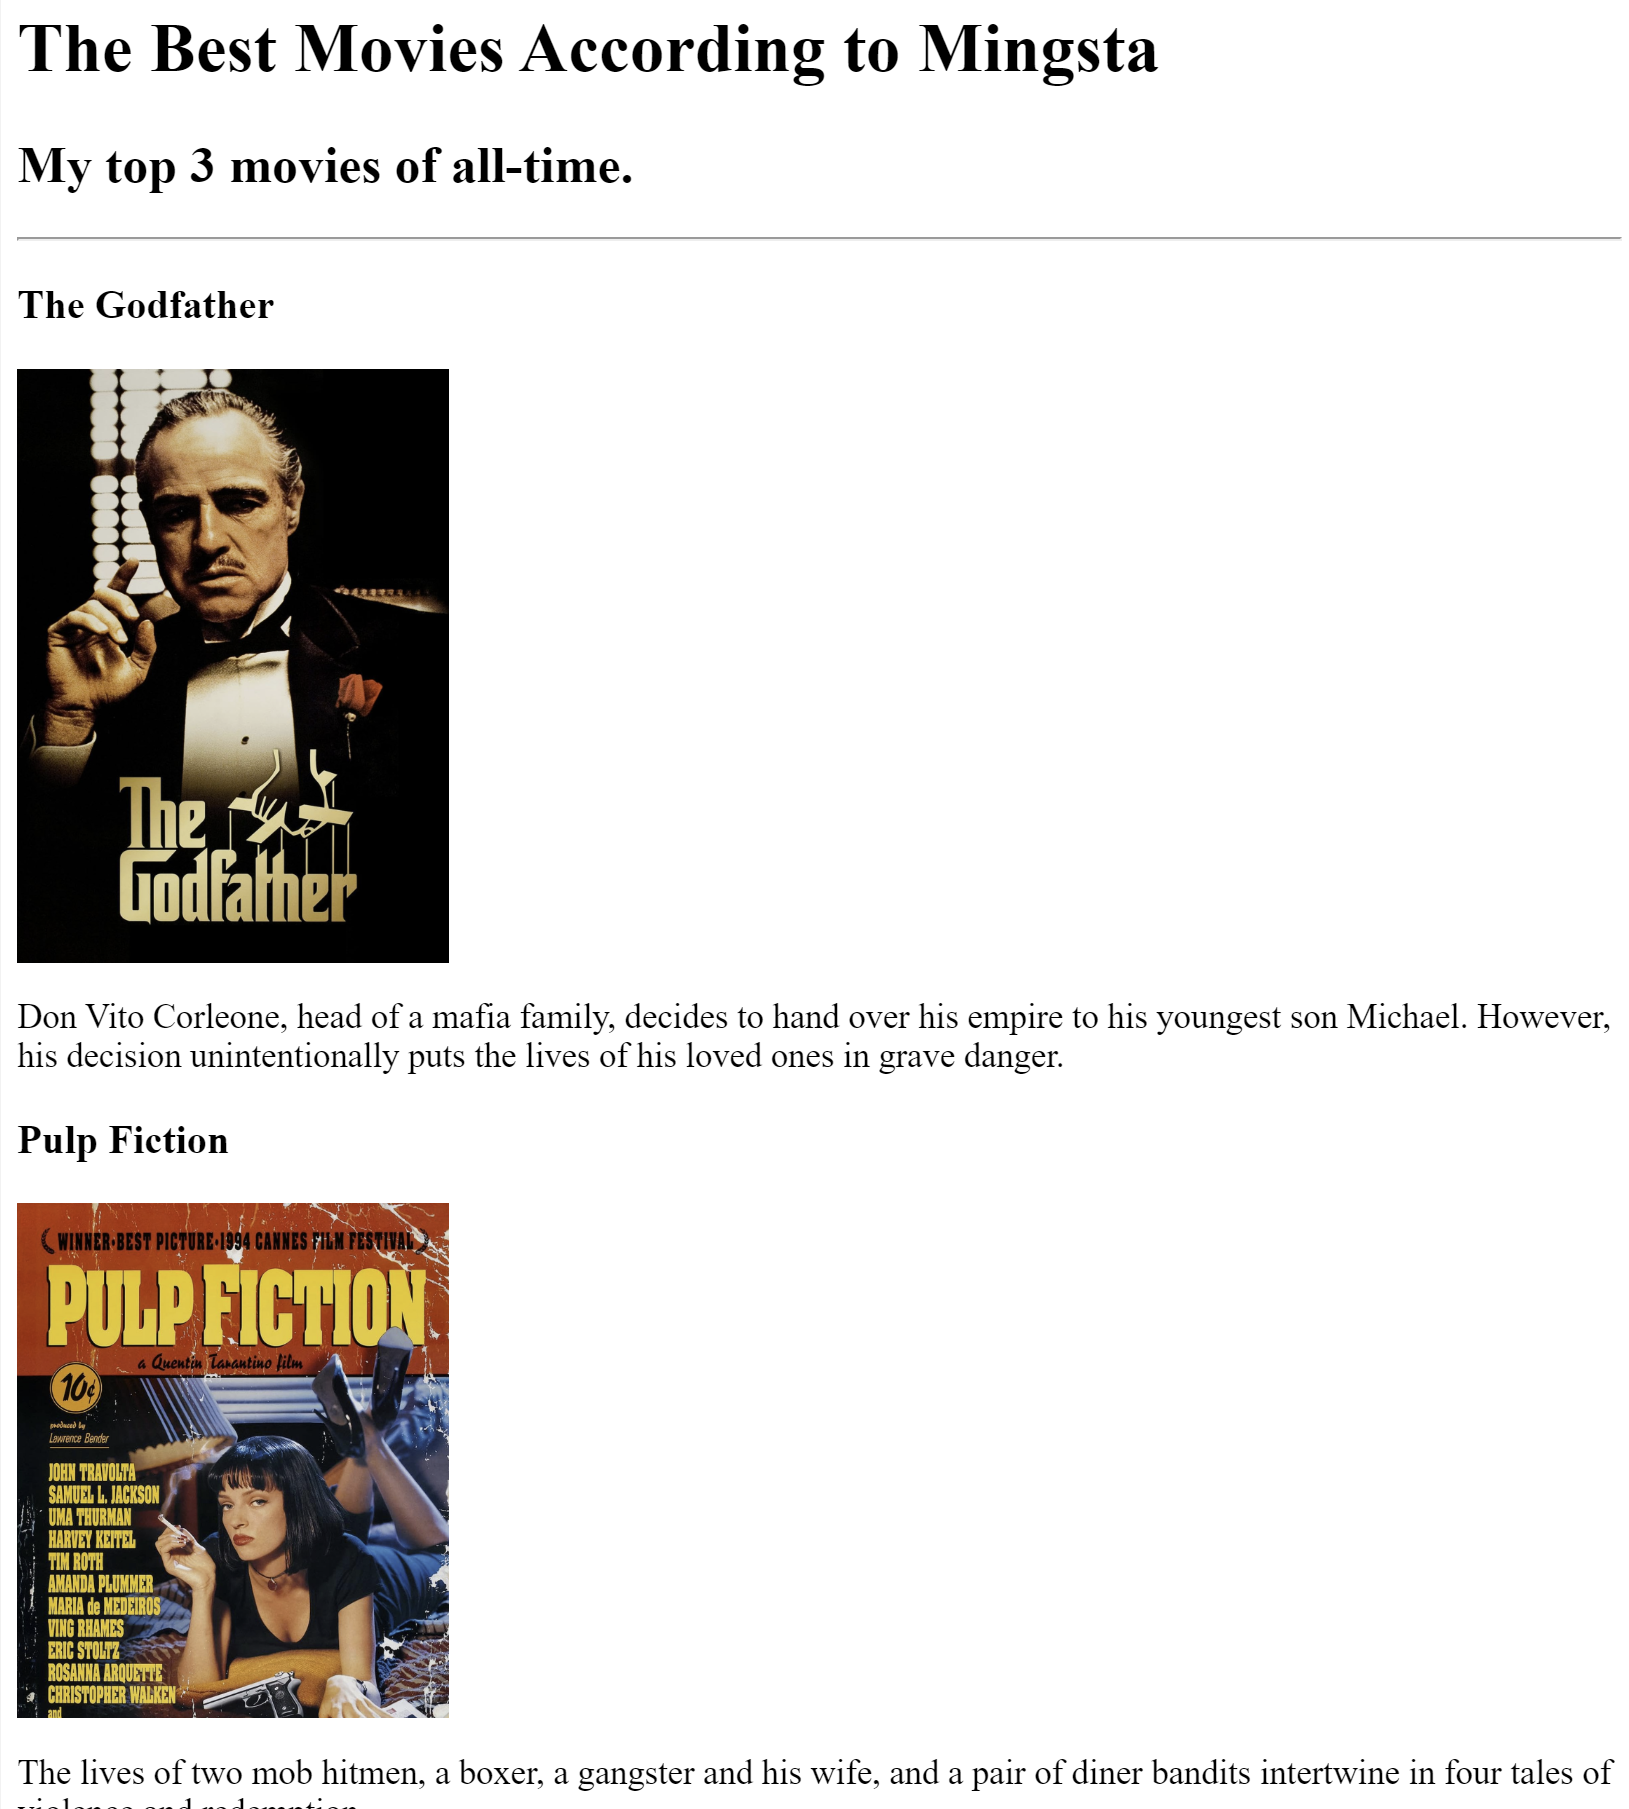 The Best Movies According to Mingsta
My top 3 movies of all-time.
The Godfather
The
Godfather
Don Vito Corleone, head of a mafia family, decides to hand over his empire to his youngest son Michael. However,
his decision unintentionally puts the lives of his loved ones in grave danger.
Pulp Fiction
WINNER•BEST PICTURE•1994 CANNES FILM FESTIVAL
PULP FICTION
a Quentin Tarantino film
10¢
produced by
Lawrence Bender
JOHN TRAVOLTA
SAMUEL L. JACKSON
UMA THURMAN
HARVEY KEITEL
TIM ROTH
AMANDA PLUMMER
MARIA de MEDEIROS
VING RHAMES
ERIC STOLTZ
ROSANNA ARQUETTE
CHRISTOPHER WALKEN
and
The lives of two mob hitmen, a boxer, a gangster and his wife, and a pair of diner bandits intertwine in four tales of
violence and redemption